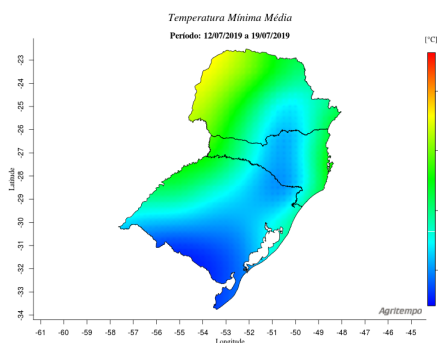 Temperatura Mínima Média
Período: 12/07/2019 a 19/07/2019
[°C]
-23
-24
-25
-26
-27
-28
-29
-30
-31
-32
-33
-34
Latitude
Agritempo
-61 -60 -59 -58 -57 -56 -55 -54 -53 -52 -51 -50 -49 -48 -47 -46 -45
Longitude